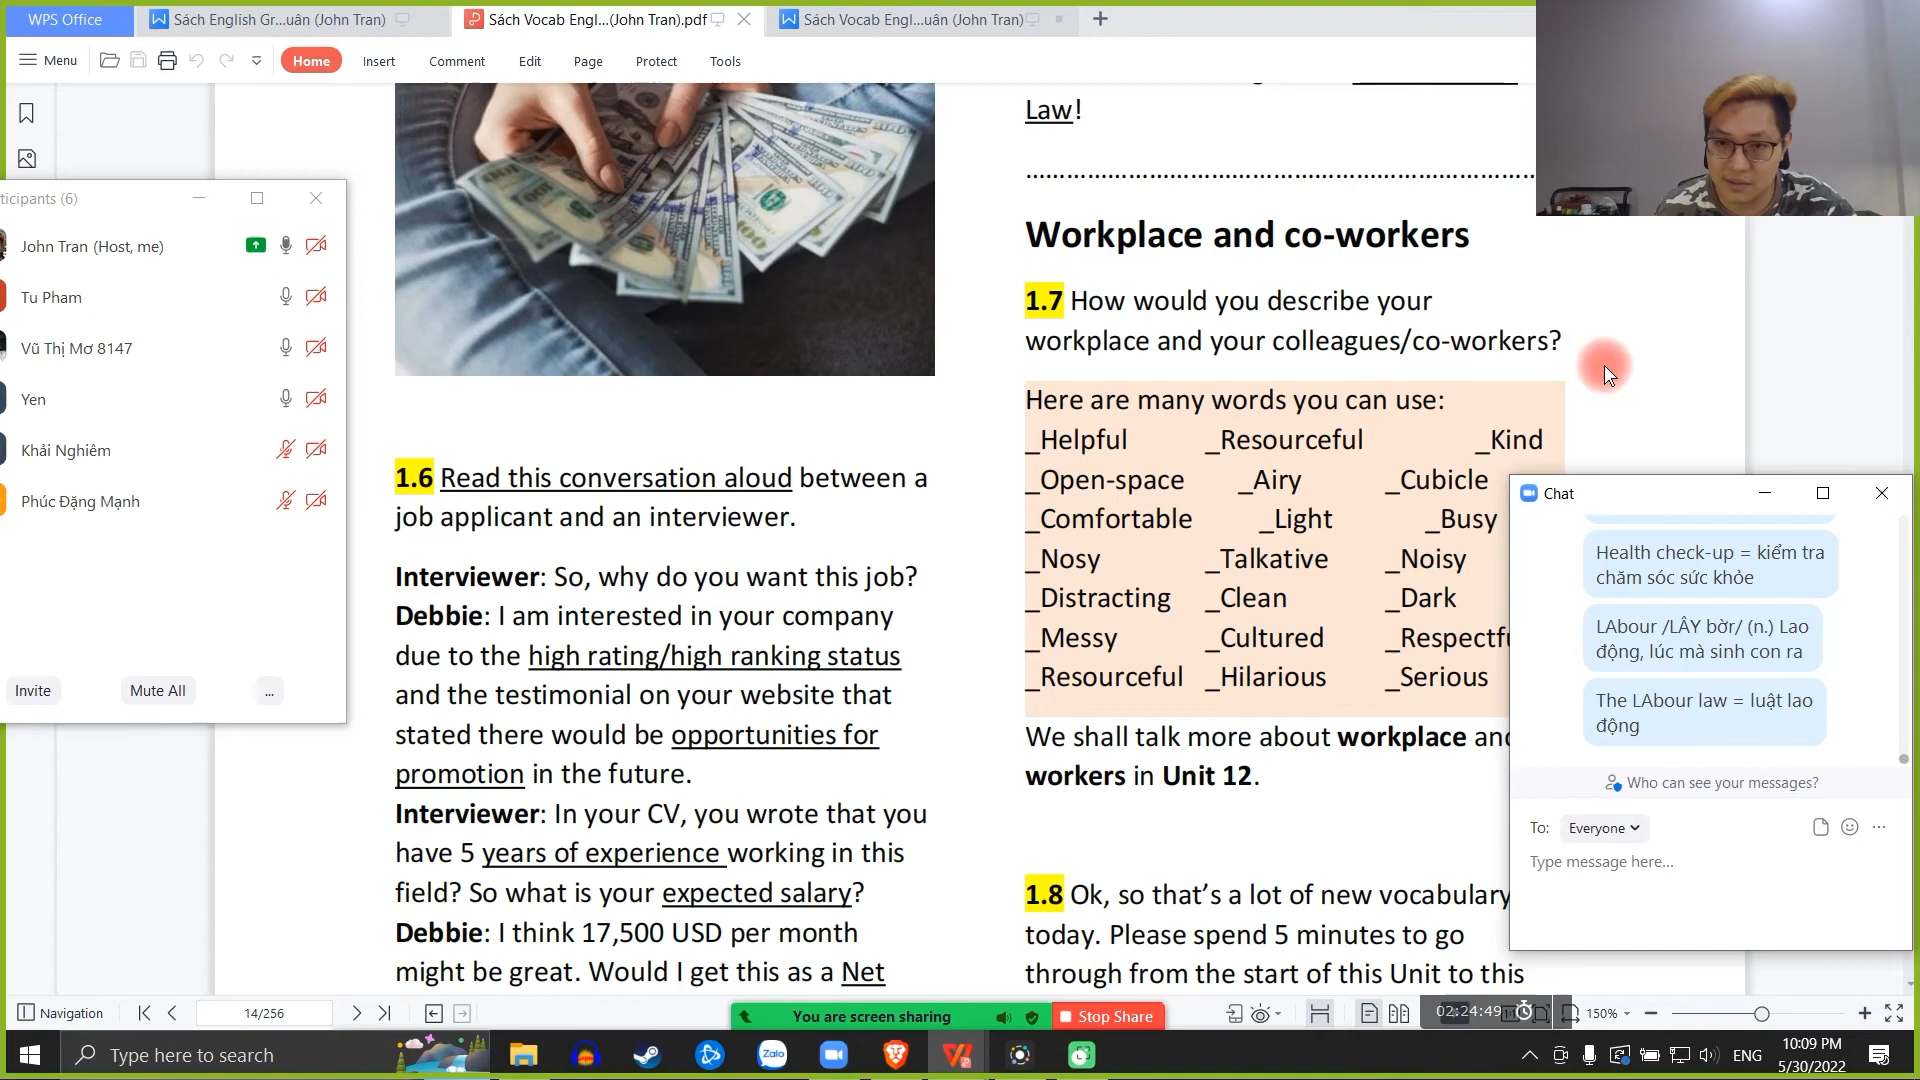 WPS Office
Sách English Gr...uân (John Tran)
Sách Vocab Engl...(John Tran).pdf
Sách Vocab Engl...uân (John Tran)
Menu
Home
Insert
Comment
Edit
Page
Protect
Tools
ticipants (6)
John Tran (Host, me)
Tu Pham
Vũ Thị Mơ 8147
Yen
Khải Nghiêm
Phúc Đặng Mạnh
Invite
Mute All
...
1.6 Read this conversation aloud between a
job applicant and an interviewer.
Interviewer: So, why do you want this job?
Debbie: I am interested in your company
due to the high rating/high ranking status
and the testimonial on your website that
stated there would be opportunities for
promotion in the future.
Interviewer: In your CV, you wrote that you
have 5 years of experience working in this
field? So what is your expected salary?
Debbie: I think 17,500 USD per month
might be great. Would I get this as a Net
Law!
Workplace and co-workers
1.7 How would you describe your
workplace and your colleagues/co-workers?
Here are many words you can use:
_Helpful _Resourceful _Kind
_Open-space _Airy _Cubicle
_Comfortable _Light _Busy
_Nosy _Talkative _Noisy
_Distracting _Clean _Dark
_Messy _Cultured _Respectfu
_Resourceful _Hilarious _Serious
We shall talk more about workplace and
workers in Unit 12.
1.8 Ok, so that's a lot of new vocabulary
today. Please spend 5 minutes to go
through from the start of this Unit to this
Chat
Health check-up = kiểm tra
chăm sóc sức khỏe
LAbour /LÂY bờr/ (n.) Lao
động, lúc mà sinh con ra
The LAbour law = luật lao
động
Who can see your messages?
To: Everyone
Type message here...
Navigation
14/256
You are screen sharing
Stop Share
02:24:49
150%
Type here to search
Zalo
ENG
10:09 PM
5/30/2022